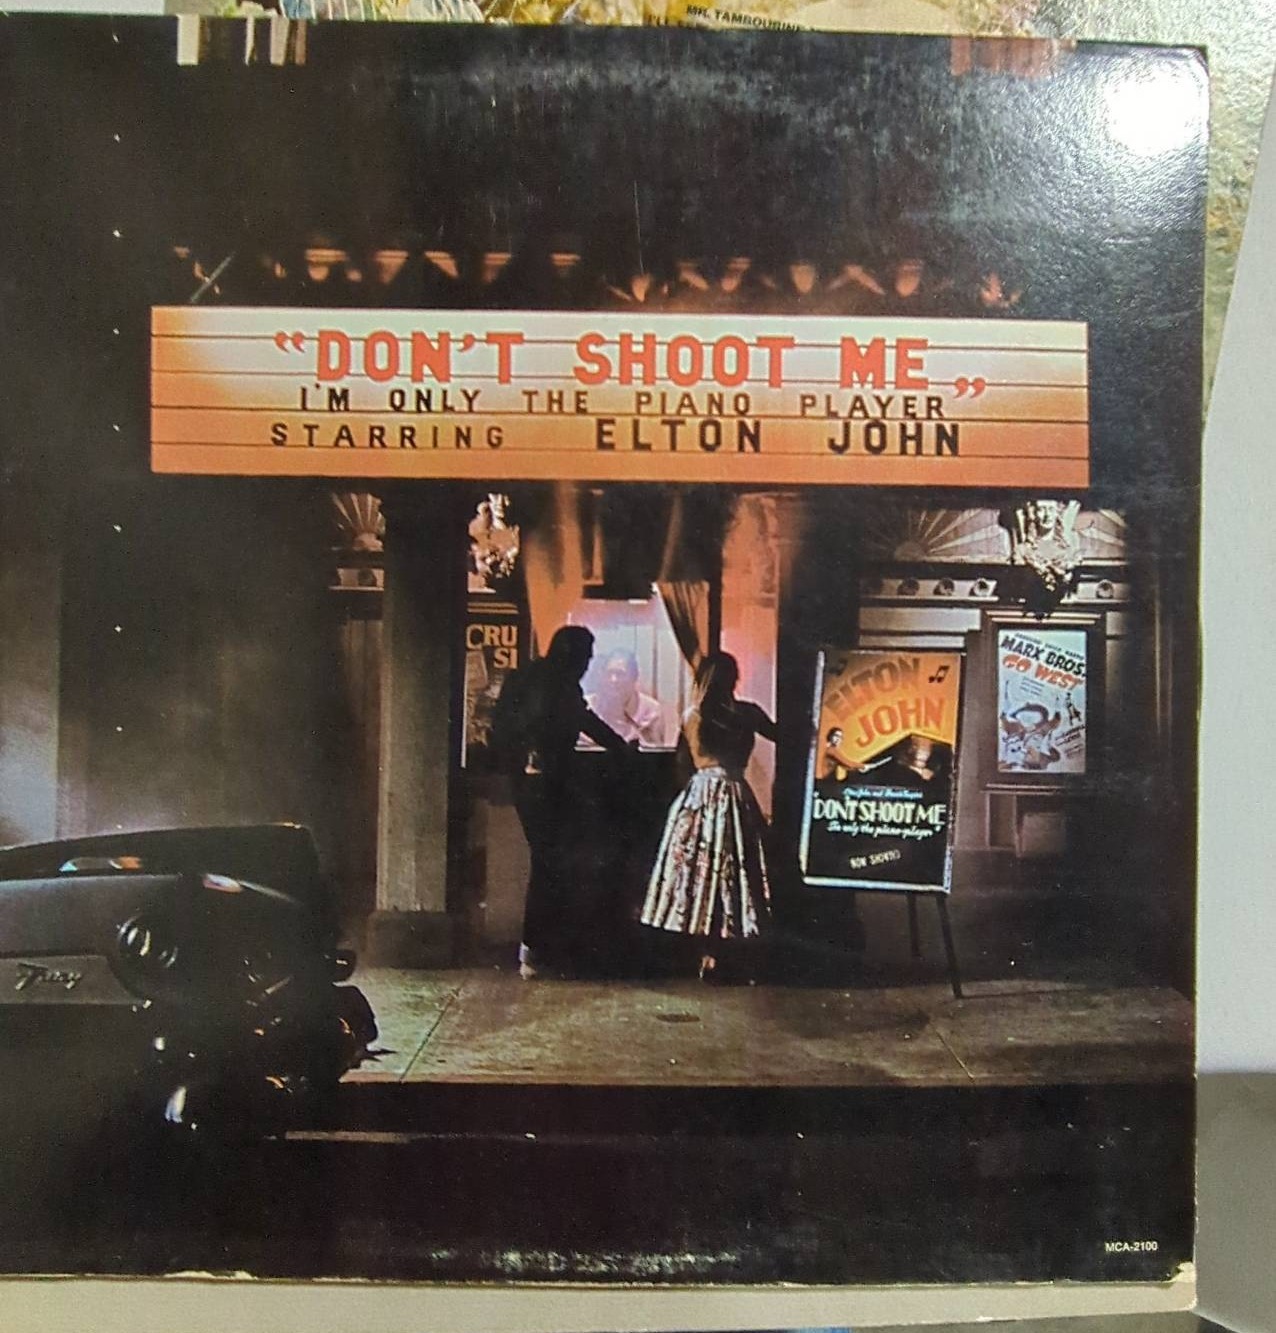 MR. TAMBOURINE
"DON'T SHOOT ME"
I'M ONLY THE PIANO PLAYER
STARRING ELTON JOHN
CRU
SI
MARX BROS.
GO WEST
ELTON
JOHN
DON'T SHOOT ME
I'm only the piano-player"
NOW SHOWING
Fury
MCA-2100